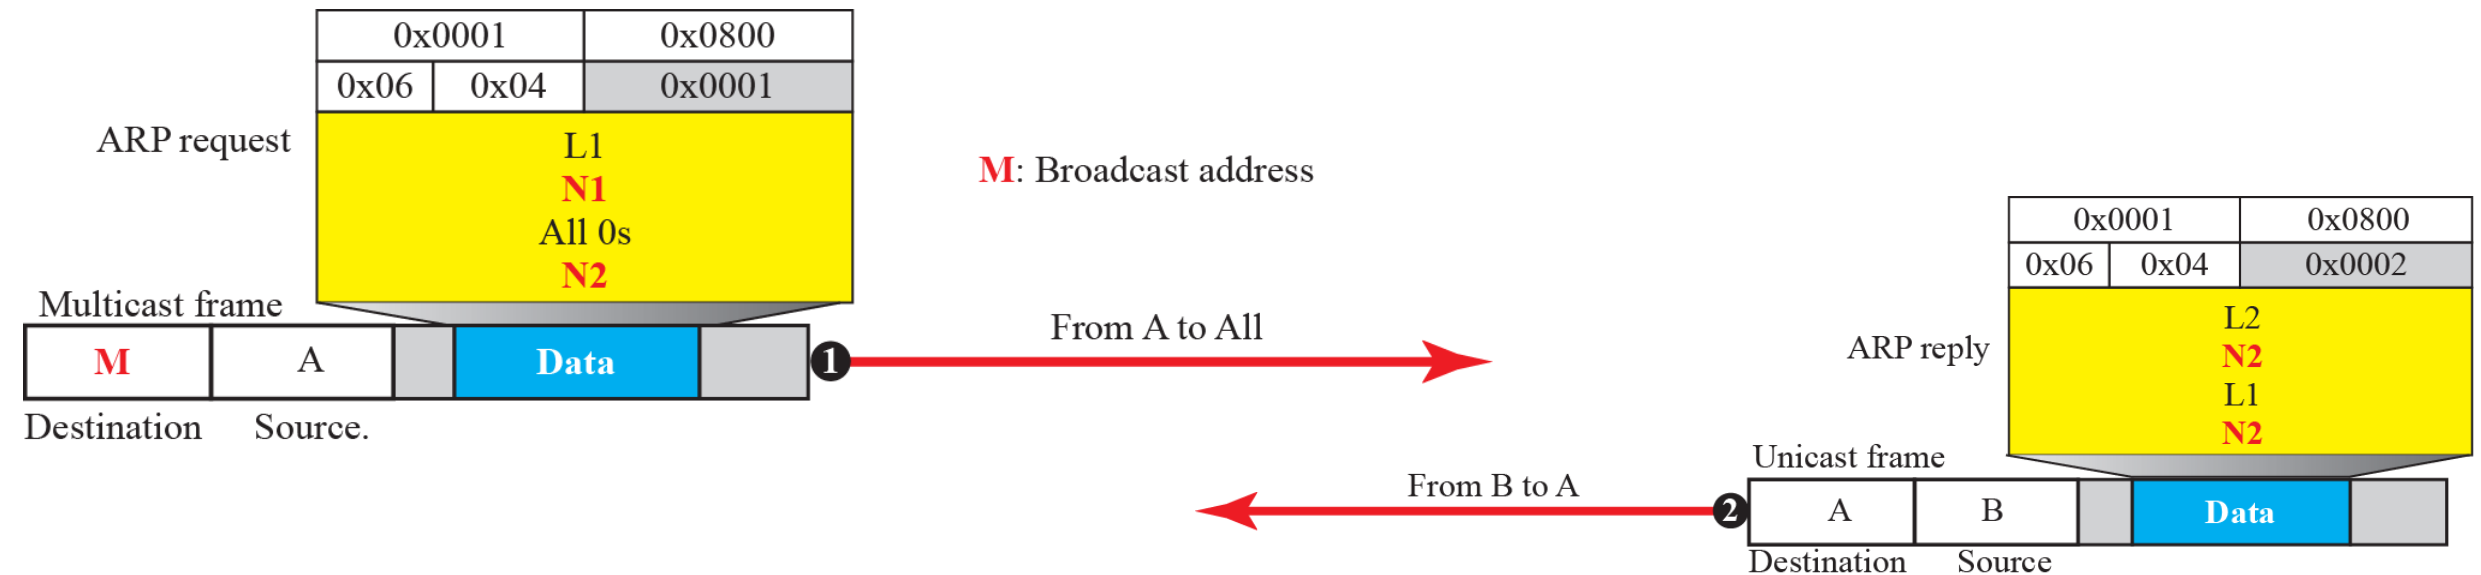 0x0001 0x0800
0x06 0x04 0x0001
ARP request
L1
N1
All 0s
N2
M: Broadcast address
Multicast frame
M A Data 1
Destination Source.
From A to All
0x0001 0x0800
0x06 0x04 0x0002
ARP reply
L2
N2
L1
N2
Unicast frame
From B to A
2 A B Data
Destination Source